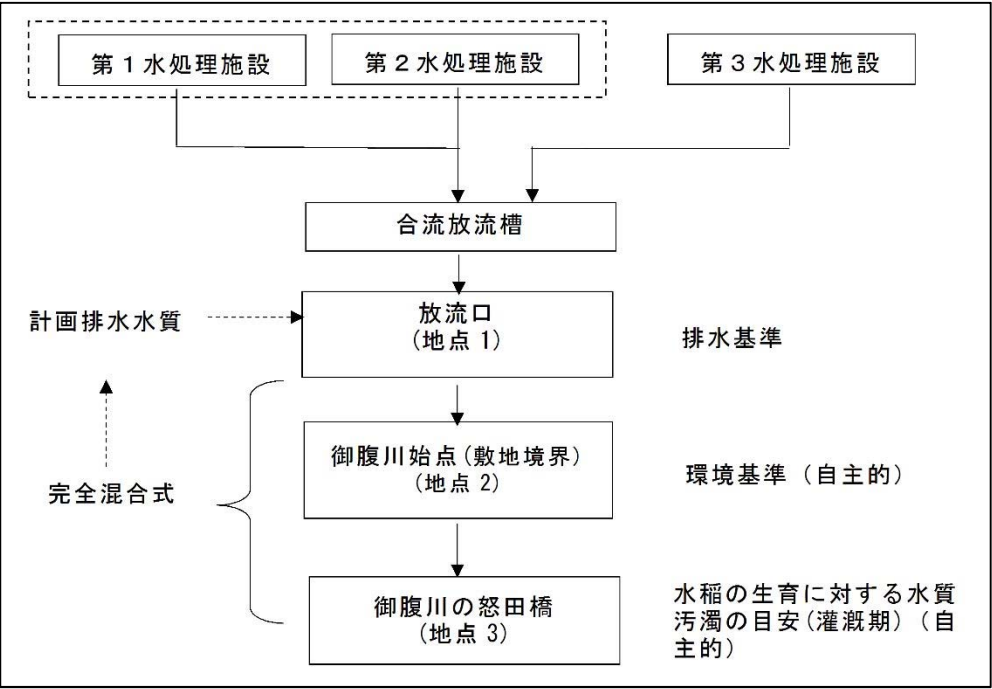 第１水処理施設
第２水処理施設
第３水処理施設
合流放流槽
計画排水水質
放流口
(地点 1)
排水基準
御腹川始点(敷地境界)
(地点 2)
環境基準（自主的）
完全混合式
御腹川の怒田橋
(地点 3)
水稲の生育に対する水質
汚濁の目安(灌漑期）(自
主的）